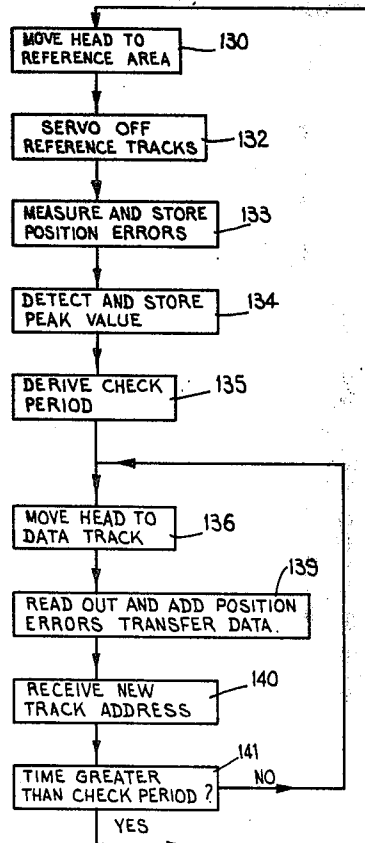 MOVE HEAD TO
REFERENCE AREA
130
SERVO OFF
REFERENCE TRACKS
132
MEASURE AND STORE
POSITION ERRORS
133
DETECT AND STORE
PEAK VALUE
134
DERIVE CHECK
PERIOD
135
MOVE HEAD TO
DATA TRACK
136
139
READ OUT AND ADD POSITION
ERRORS TRANSFER DATA.
RECEIVE NEW
TRACK ADDRESS
140
141
TIME GREATER
THAN CHECK PERIOD ?
NO
YES